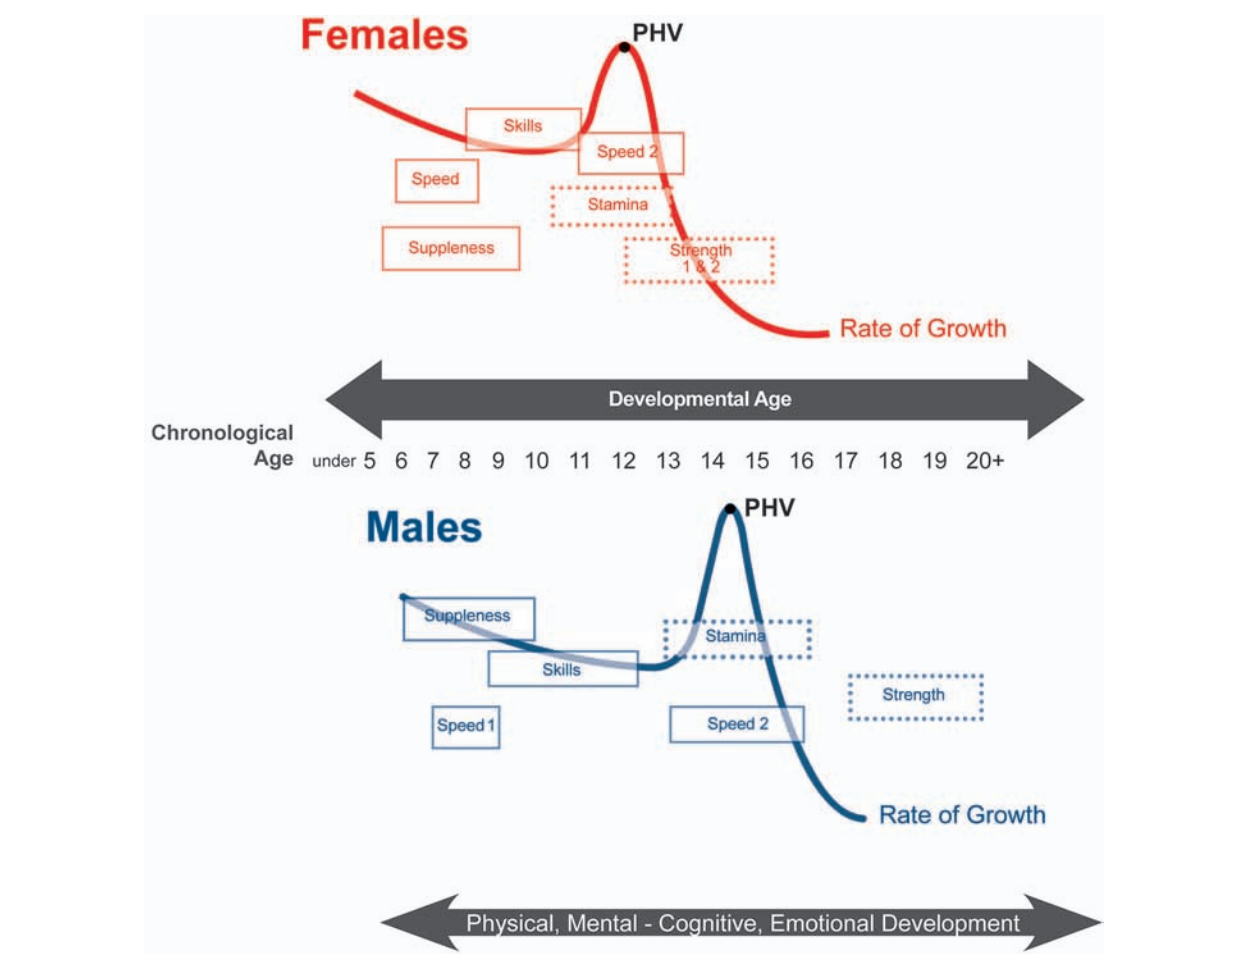 Females
PHV
Skills
Speed 2
Speed
Stamina
Suppleness
Strength
1 & 2
Rate of Growth
Developmental Age
Chronological
Age
under 5 6 7 8 9 10 11 12 13 14 15 16 17 18 19 20+
Males
PHV
Suppleness
Stamina
Skills
Strength
Speed 1
Speed 2
Rate of Growth
Physical, Mental - Cognitive, Emotional Development